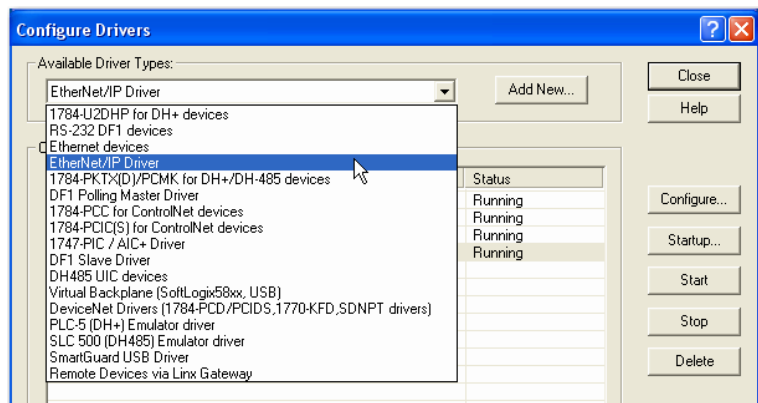 Configure Drivers
Available Driver Types:
EtherNet/IP Driver
Add New...
Close
Help
1784-U2DHP for DH+ devices
RS-232 DF1 devices
Ethernet devices
EtherNet/IP Driver
1784-PKTX(D)/PCMK for DH+/DH-485 devices
DF1 Polling Master Driver
1784-PCC for ControlNet devices
1784-PCIC(S) for ControlNet devices
1747-PIC / AIC+ Driver
DF1 Slave Driver
DH485 UIC devices
Virtual Backplane (SoftLogix58xx, USB)
DeviceNet Drivers (1784-PCD/PCIDS,1770-KFD,SDNPT drivers)
PLC-5 (DH+) Emulator driver
SLC 500 (DH485) Emulator driver
SmartGuard USB Driver
Remote Devices via Linx Gateway
Status
Running
Running
Running
Running
Configure...
Startup...
Start
Stop
Delete